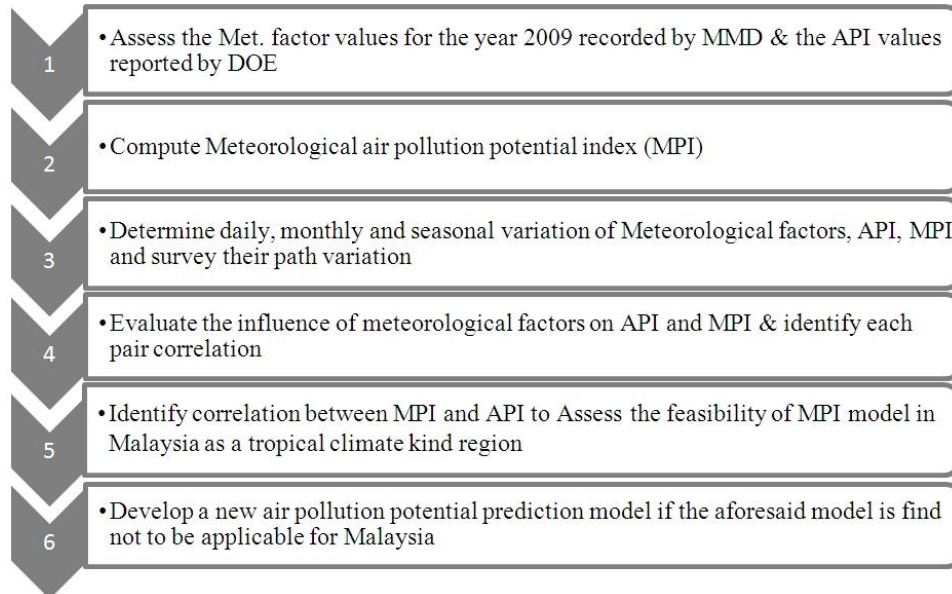 1
•Assess the Met. factor values for the year 2009 recorded by MMD & the API values
reported by DOE
2
•Compute Meteorological air pollution potential index (MPI)
3
•Determine daily, monthly and seasonal variation of Meteorological factors, API, MPI
and survey their path variation
4
•Evaluate the influence of meteorological factors on API and MPI & identify each
pair correlation
5
•Identify correlation between MPI and API to Assess the feasibility of MPI model in
Malaysia as a tropical climate kind region
6
•Develop a new air pollution potential prediction model if the aforesaid model is find
not to be applicable for Malaysia